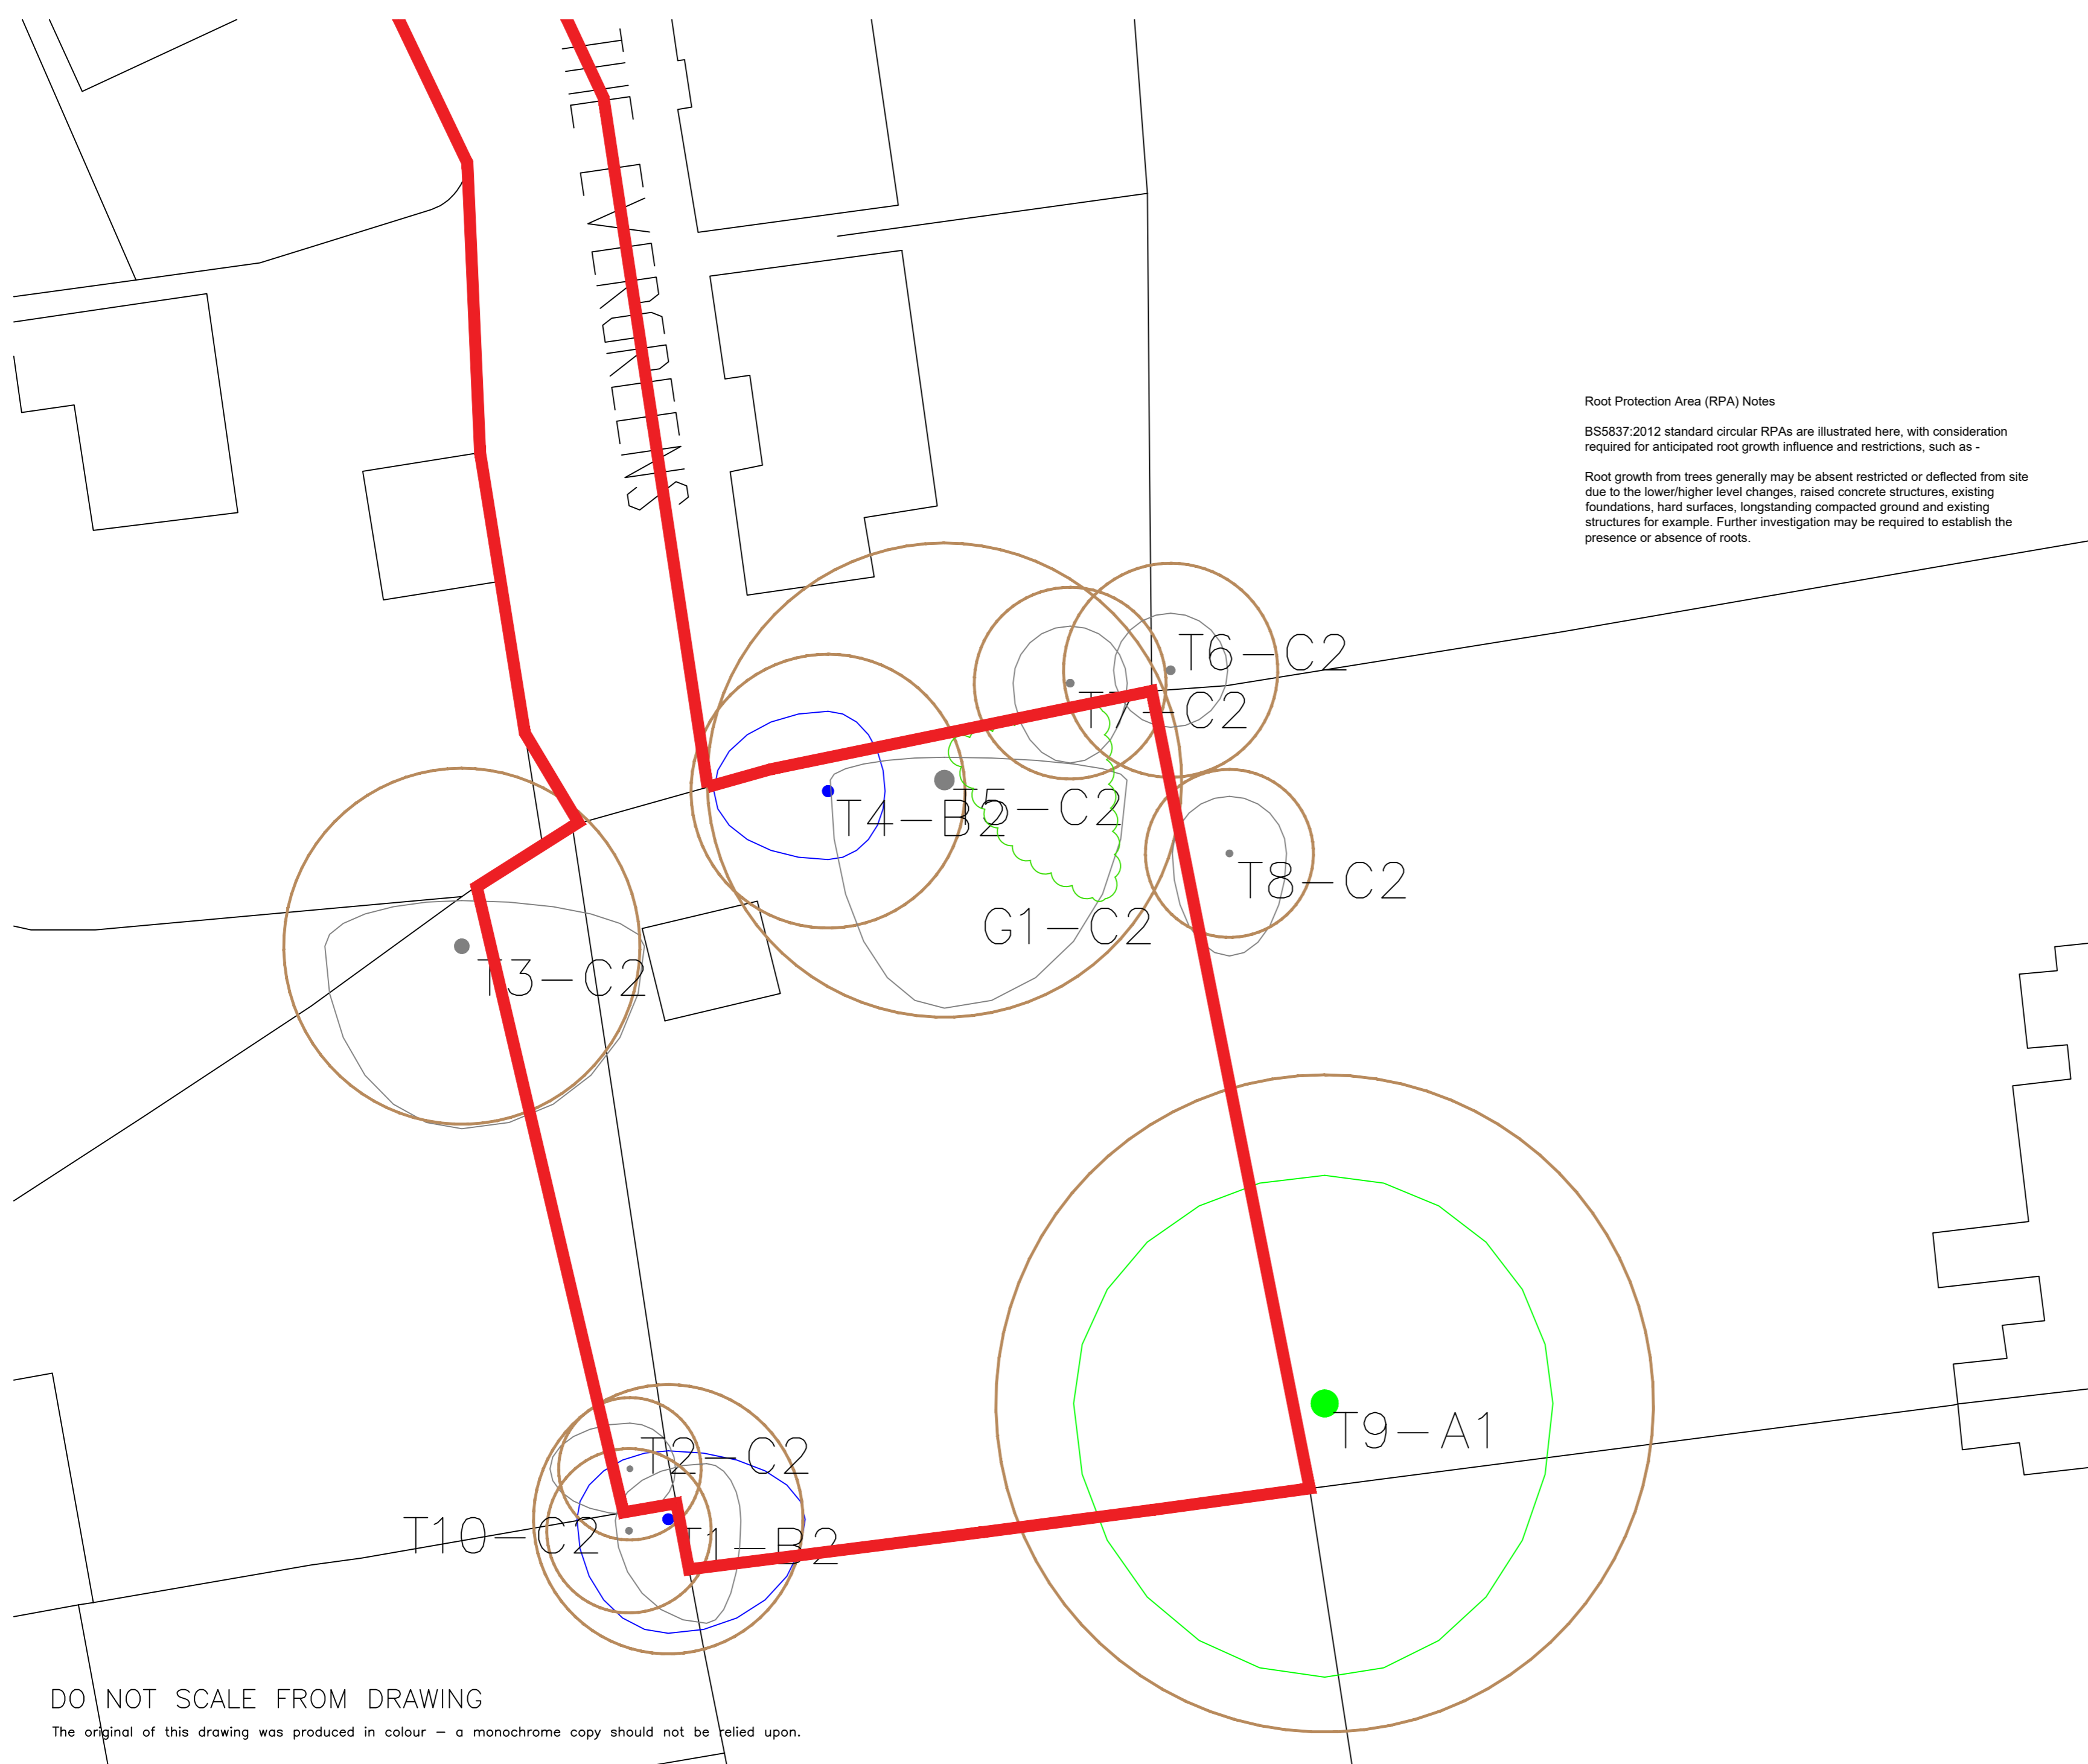 THE EVERGREENS
Root Protection Area (RPA) Notes
BS5837:2012 standard circular RPAs are illustrated here, with consideration
required for anticipated root growth influence and restrictions, such as -
Root growth from trees generally may be absent restricted or deflected from site
due to the lower/higher level changes, raised concrete structures, existing
foundations, hard surfaces, longstanding compacted ground and existing
structures for example. Further investigation may be required to establish the
presence or absence of roots.
T6-C2
T7-C2
T4-B2
T5-C2
T8-C2
G1-C2
T3-C2
T9-A1
T2-C2
T10-C2
T1-B2
DO NOT SCALE FROM DRAWING
The original of this drawing was produced in colour – a monochrome copy should not be relied upon.